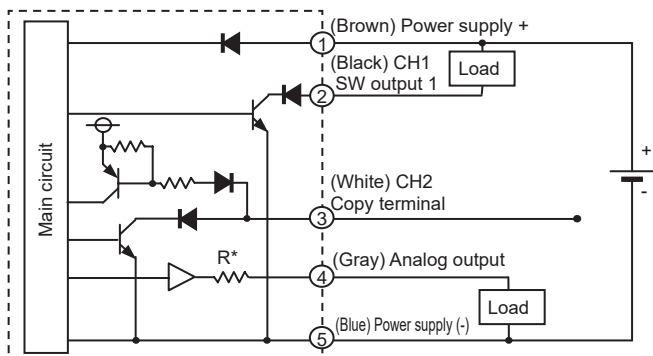 (Brown) Power supply +
1
(Black) CH1
SW output 1
2
Load
Main circuit
+
-
(White) CH2
Copy terminal
3
R*
(Gray) Analog output
4
Load
(Blue) Power supply (-)
5